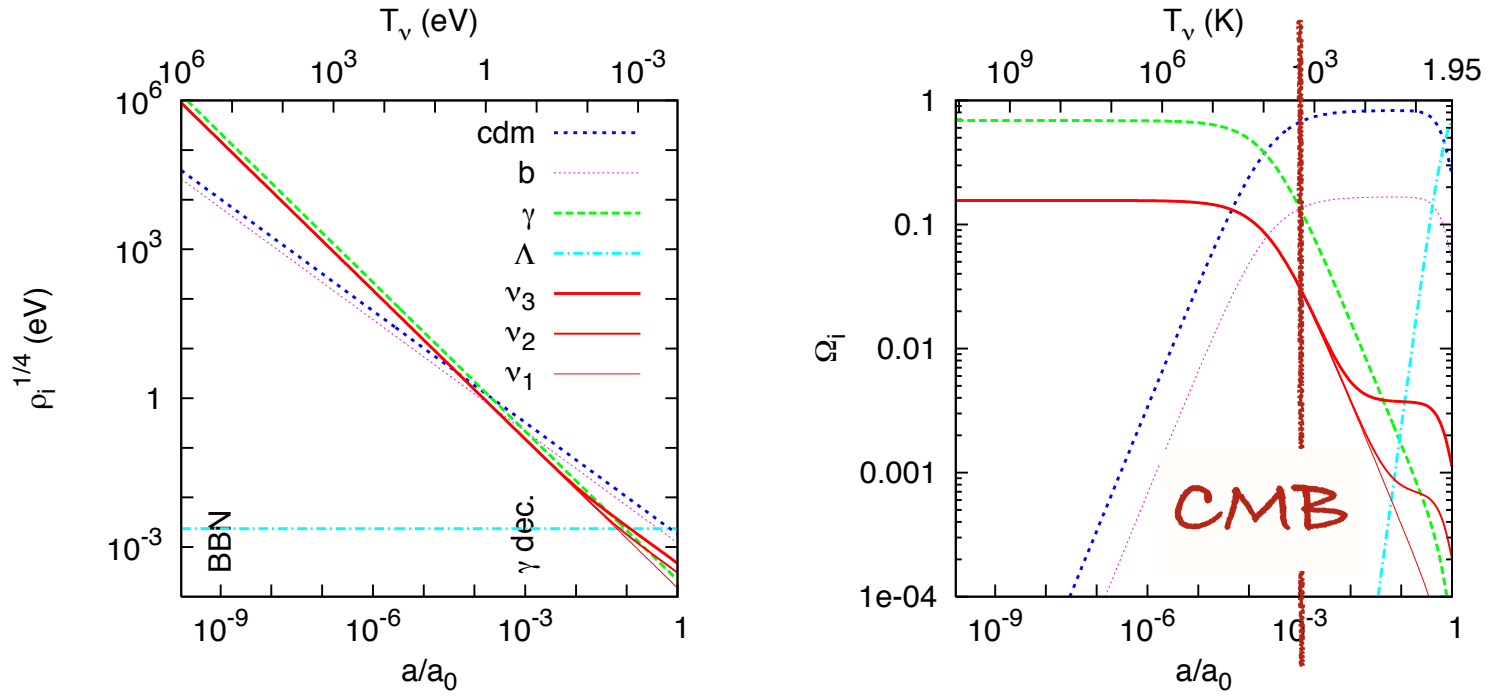 T_ν (eV)
10^6 10^3 1 10^-3
10^6
10^3
1
10^-3
ρ_i^1/4 (eV)
cdm
b
γ
Λ
ν_3
ν_2
ν_1
BBN
γ dec.
10^-9 10^-6 10^-3 1
a/a_0
T_ν (K)
10^9 10^6 10^3 1.95
1
0.1
0.01
0.001
1e-04
Ω_i
CMB
10^-9 10^-6 10^-3 1
a/a_0